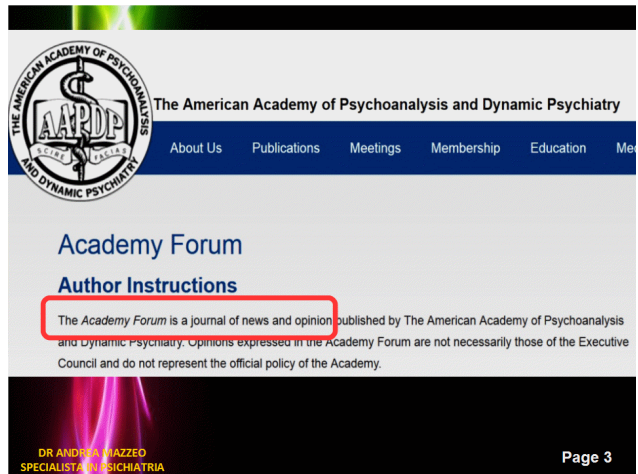 THE AMERICAN ACADEMY OF PSYCHOANALYSIS
AND DYNAMIC PSYCHIATRY
AAPDP
SCIRE FACIAS
The American Academy of Psychoanalysis and Dynamic Psychiatry
About Us Publications Meetings Membership Education Med
Academy Forum
Author Instructions
The Academy Forum is a journal of news and opinion published by The American Academy of Psychoanalysis
and Dynamic Psychiatry. Opinions expressed in the Academy Forum are not necessarily those of the Executive
Council and do not represent the official policy of the Academy.
DR ANDREA MAZZEO
SPECIALISTA IN PSICHIATRIA
Page 3